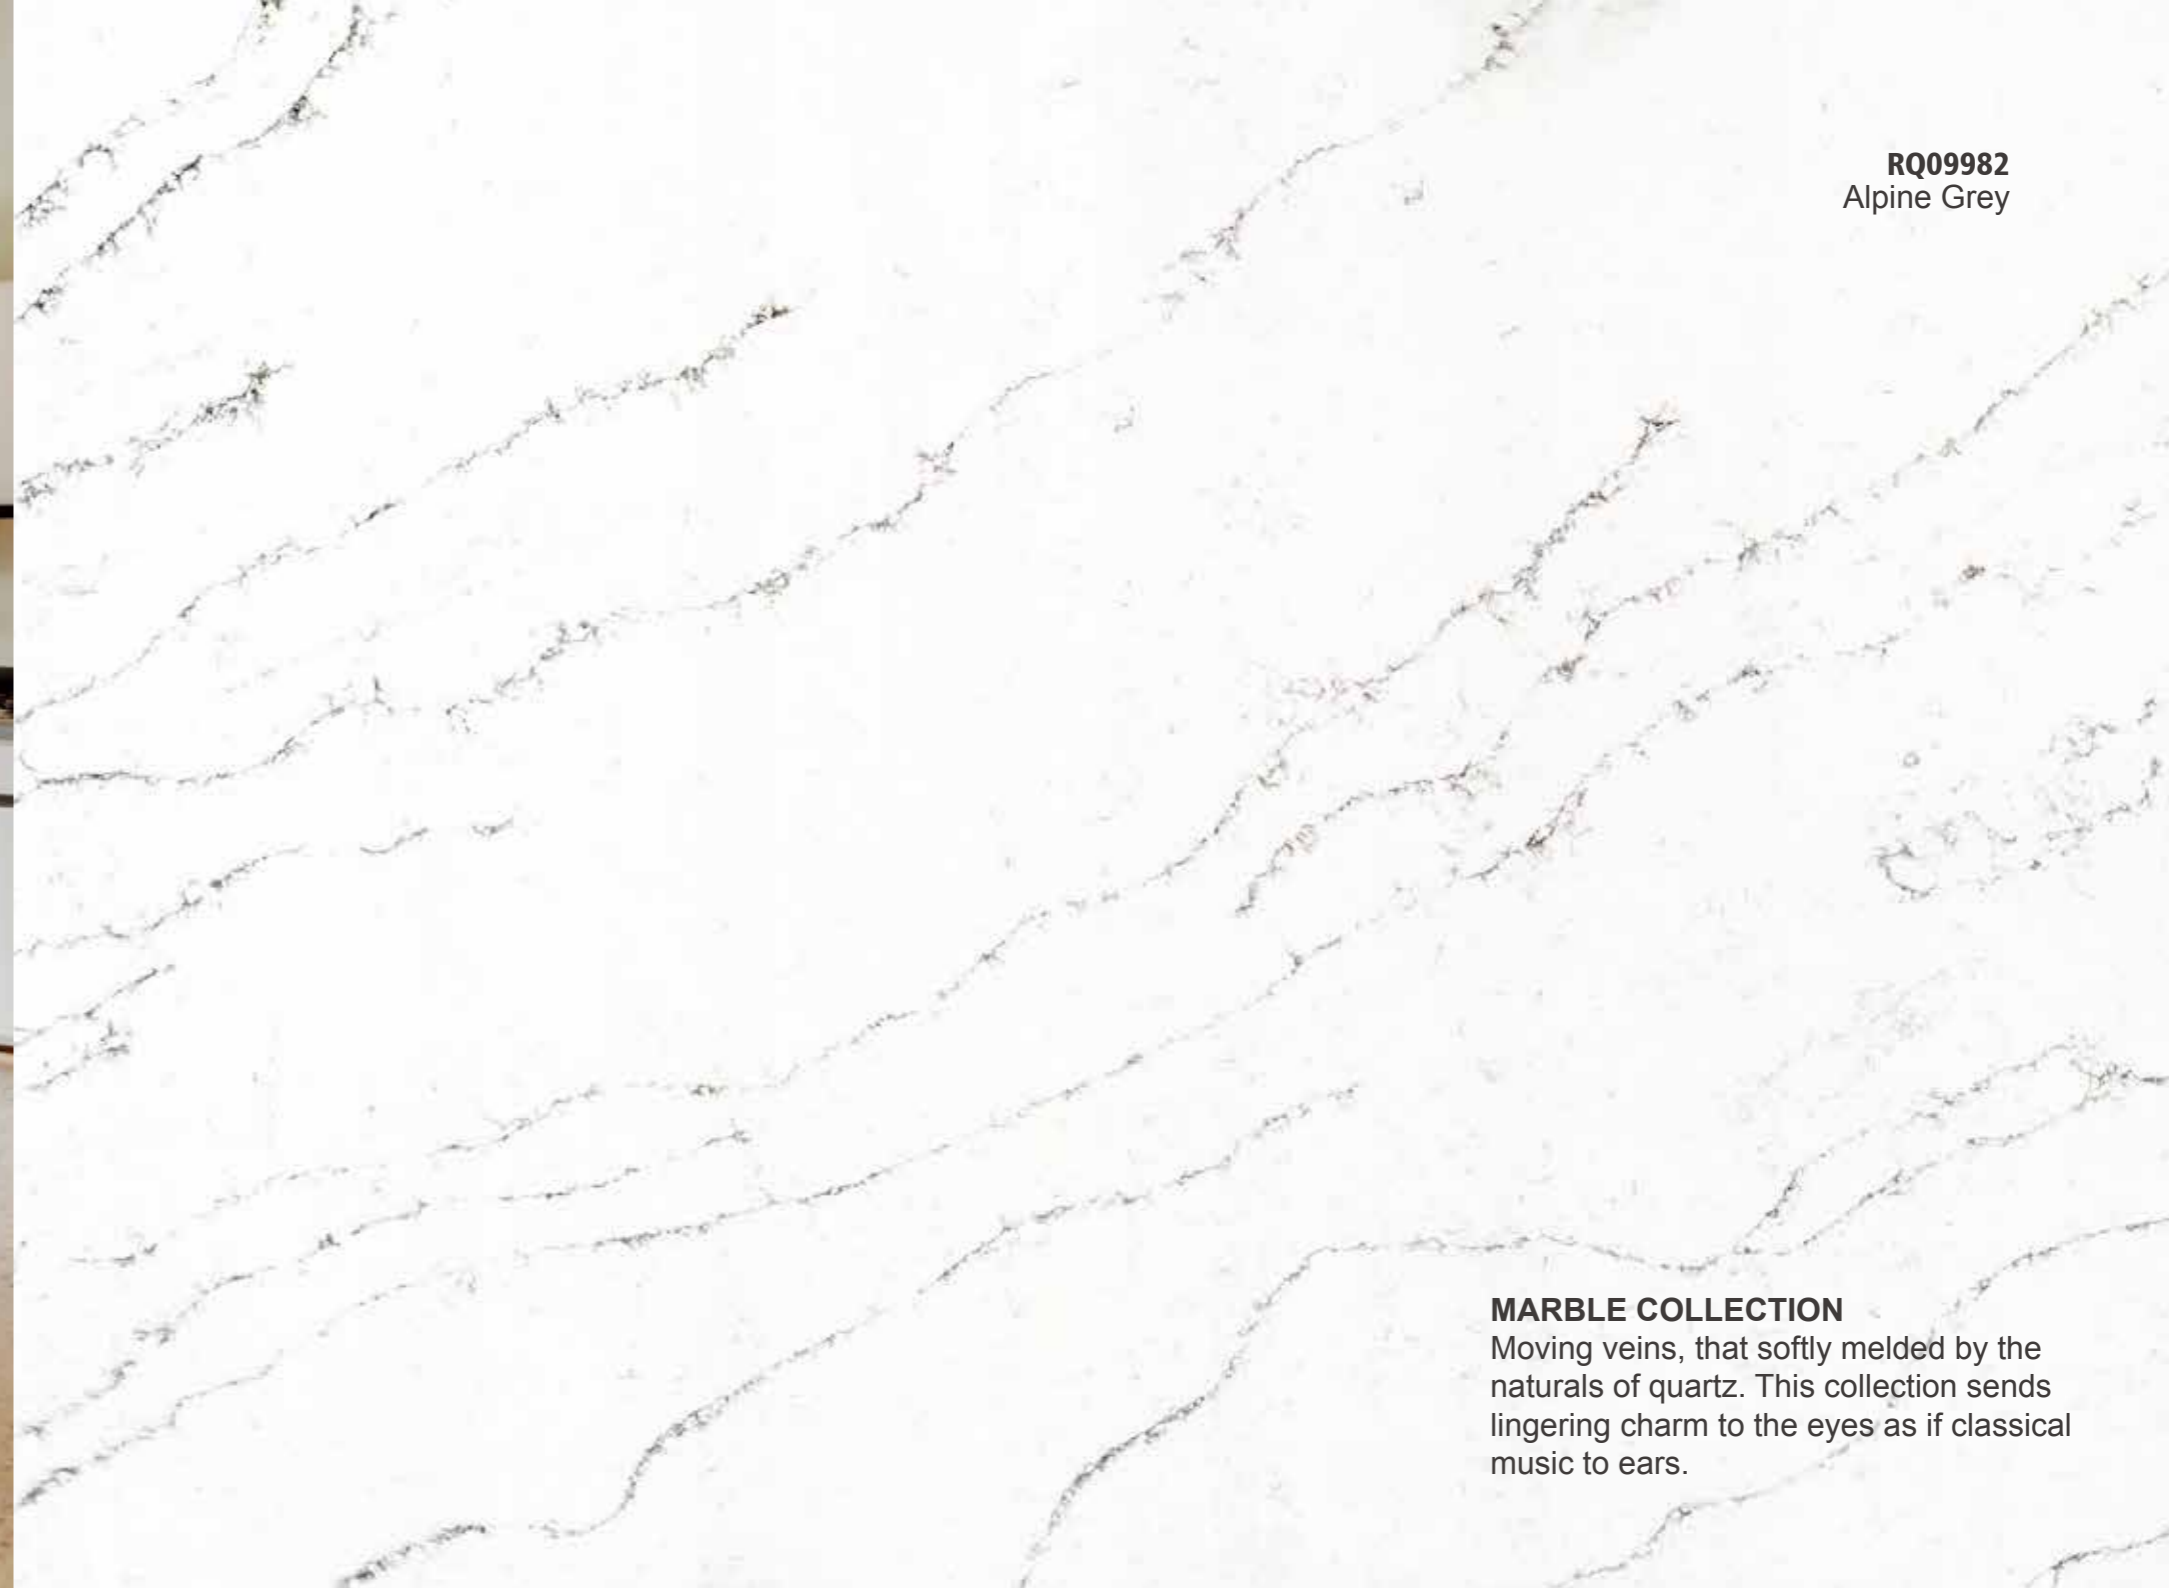 RQ09982
Alpine Grey
MARBLE COLLECTION
Moving veins, that softly melded by the
naturals of quartz. This collection sends
lingering charm to the eyes as if classical
music to ears.